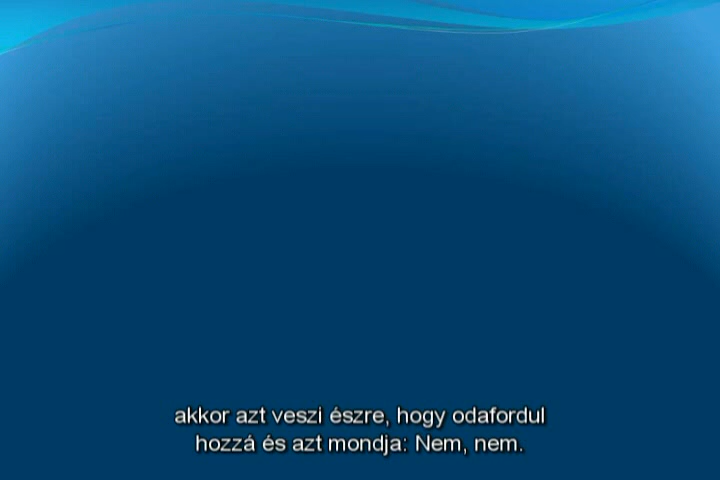 akkor azt veszi észre, hogy odafordul
hozzá és azt mondja: Nem, nem.